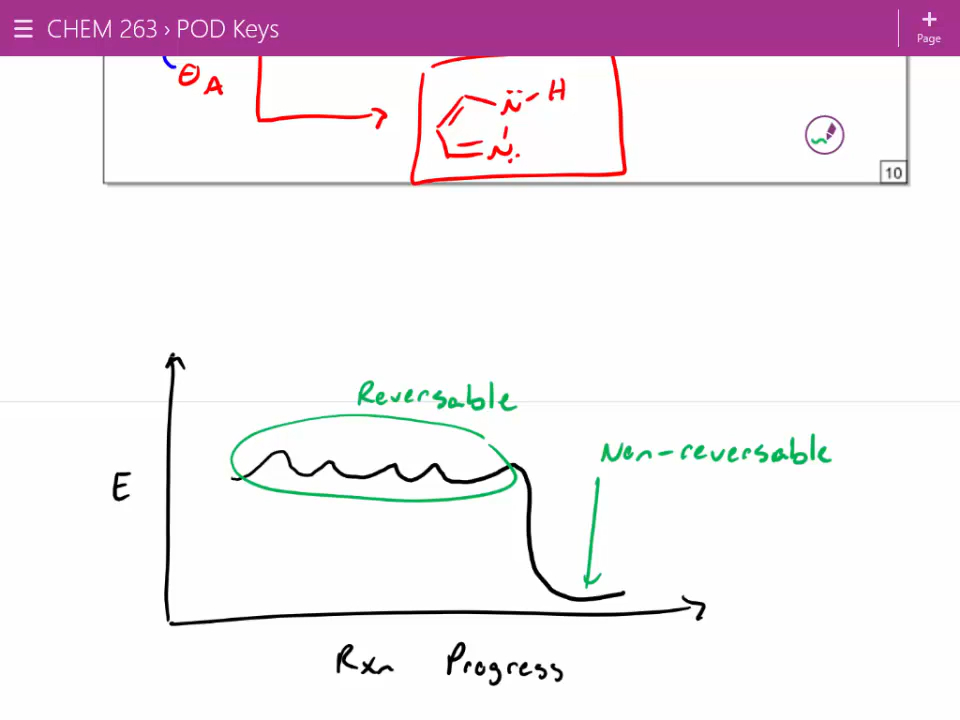 ☰ CHEM 263 › POD Keys
+
Page
⊖ A
N̈ - H
N:
10
Reversable
Non-reversable
E
Rxn Progress